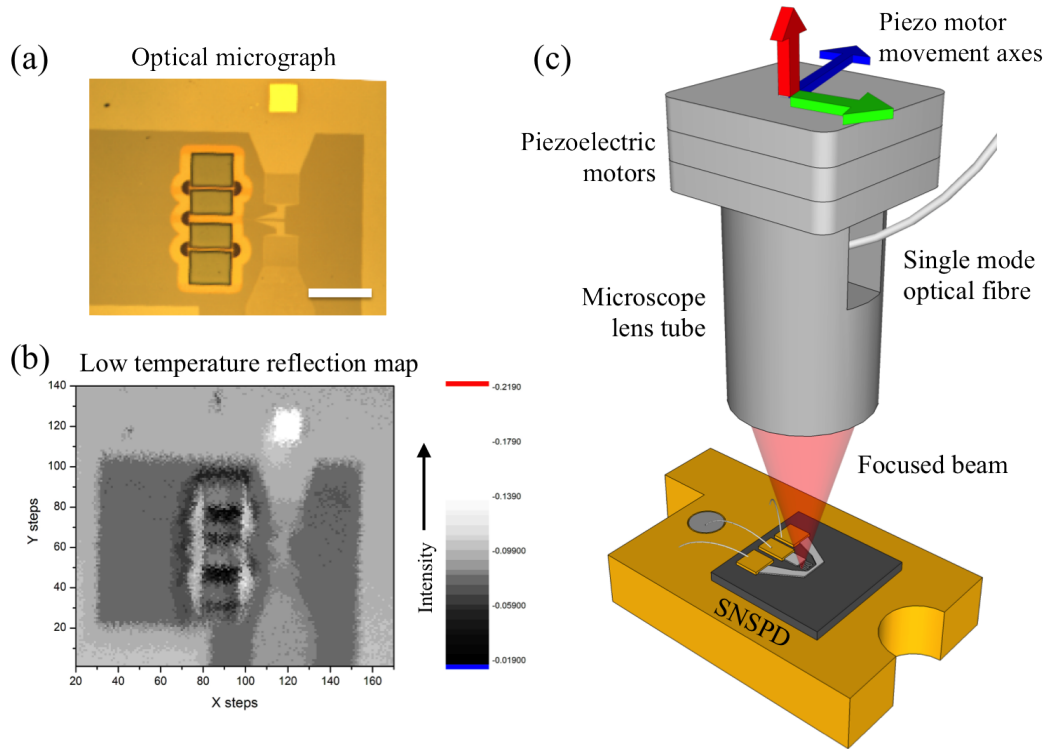 (a)
Optical micrograph
(b)
Low temperature reflection map
140
120
100
80
60
40
20
Y steps
20 40 60 80 100 120 140 160
X steps
Intensity
-0.2190
-0.1790
-0.1390
-0.09900
-0.05900
-0.01900
(c)
Piezo motor
movement axes
Piezoelectric
motors
Single mode
optical fibre
Microscope
lens tube
Focused beam
SNSPD